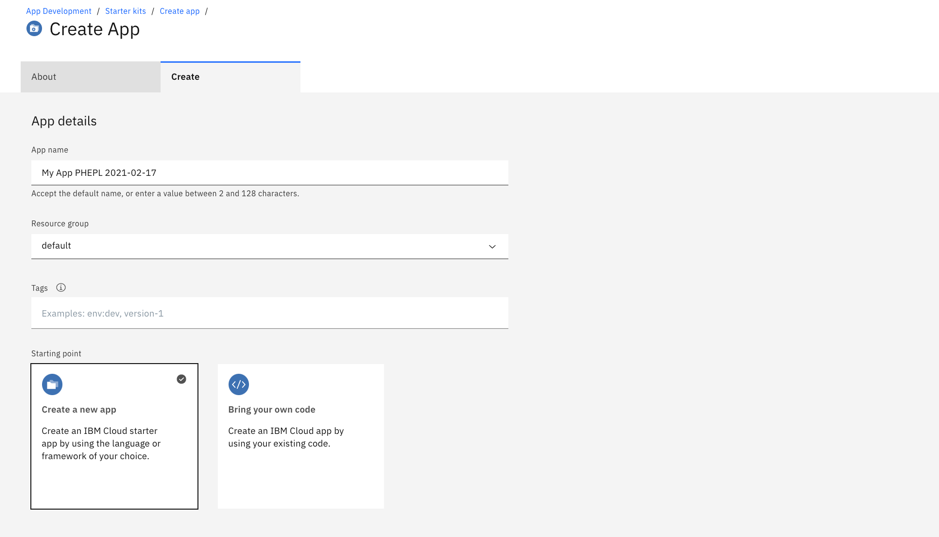 App Development / Starter kits / Create app /
Create App
About
Create
App details
App name
My App PHEPL 2021-02-17
Accept the default name, or enter a value between 2 and 128 characters.
Resource group
default
Tags
Examples: env:dev, version-1
Starting point
Create a new app
Create an IBM Cloud starter
app by using the language or
framework of your choice.
Bring your own code
Create an IBM Cloud app by
using your existing code.